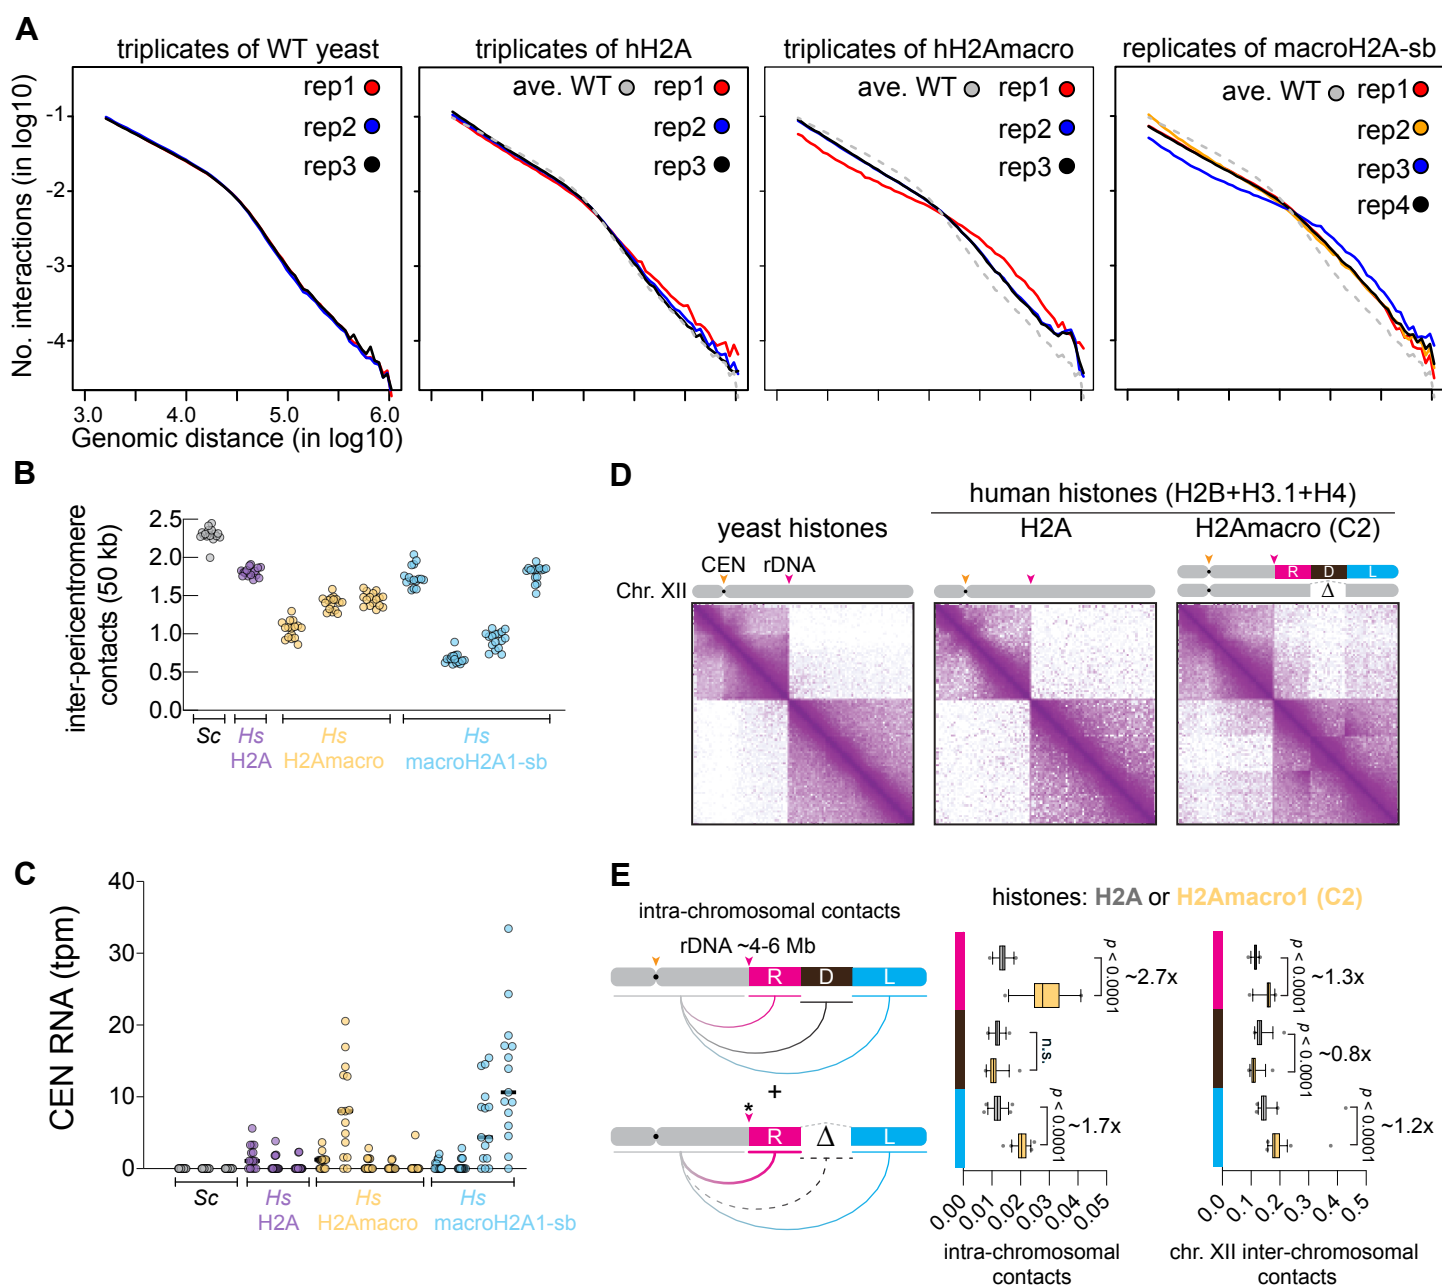 A
triplicates of WT yeast
triplicates of hH2A
triplicates of hH2Amacro
replicates of macroH2A-sb
No. interactions (in log10)
-1
-2
-3
-4
rep1
rep2
rep3
ave. WT
rep1
rep2
rep3
ave. WT
rep1
rep2
rep3
ave. WT
rep1
rep2
rep3
rep4
3.0
4.0
5.0
6.0
Genomic distance (in log10)
B
inter-pericentromere
contacts (50 kb)
2.5
2.0
1.5
1.0
0.5
0.0
Sc
Hs
H2A
Hs
H2Amacro
Hs
macroH2A1-sb
D
human histones (H2B+H3.1+H4)
yeast histones
H2A
H2Amacro (C2)
CEN
rDNA
Chr. XII
R
D
L
Δ
C
CEN RNA (tpm)
40
30
20
10
0
Sc
Hs
H2A
Hs
H2Amacro
Hs
macroH2A1-sb
E
intra-chromosomal contacts
rDNA ~4-6 Mb
R
D
L
+
*
R
Δ
L
histones: H2A or H2Amacro1 (C2)
p < 0.0001
~2.7x
n.s.
p < 0.0001
~1.7x
0.00
0.01
0.02
0.03
0.04
0.05
intra-chromosomal
contacts
p < 0.0001
~1.3x
p < 0.0001
~0.8x
p < 0.0001
~1.2x
0.0
0.1
0.2
0.3
0.4
0.5
chr. XII inter-chromosomal
contacts